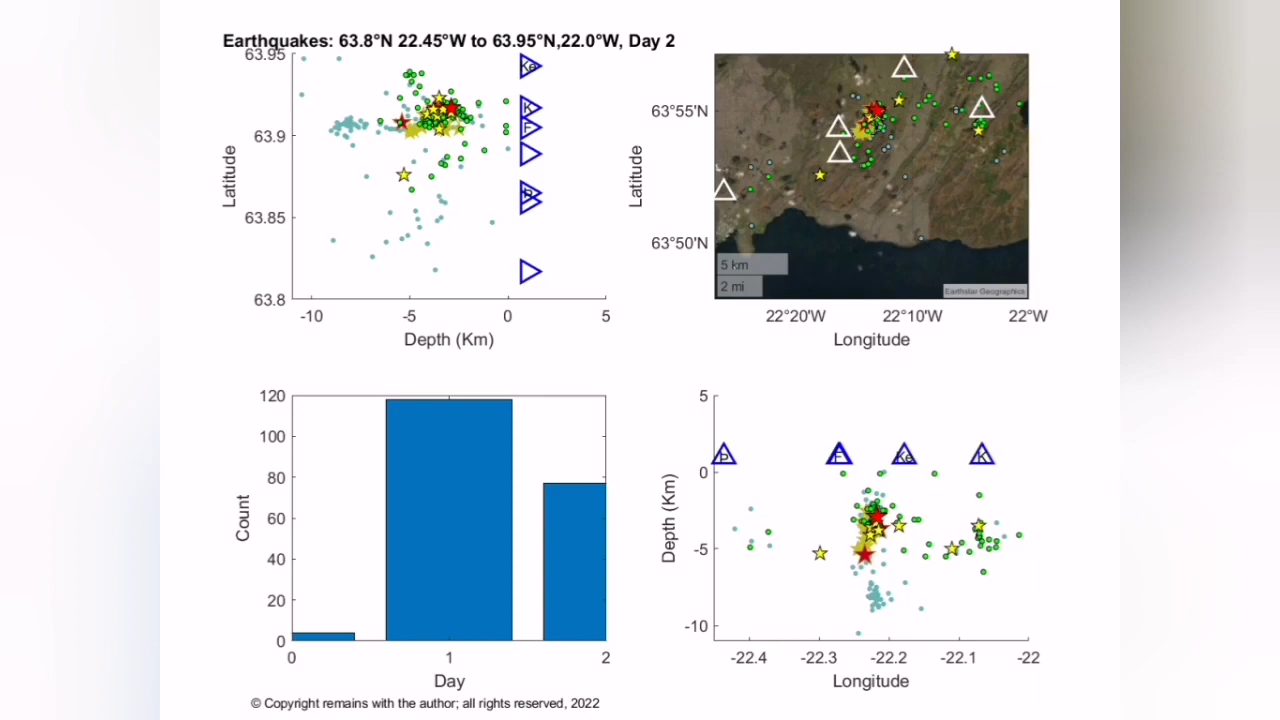 Earthquakes: 63.8°N 22.45°W to 63.95°N,22.0°W, Day 2
63.95
63.9
63.85
63.8
Latitude
-10 -5 0 5
Depth (Km)
Ke
K
F
P
63°55'N
63°50'N
Latitude
5 km
2 mi
Earthstar Geographics
22°20'W 22°10'W 22°W
Longitude
120
100
80
60
40
20
0
Count
0 1 2
Day
5
0
-5
-10
Depth (Km)
P F Ke K
-22.4 -22.3 -22.2 -22.1 -22
Longitude
© Copyright remains with the author; all rights reserved, 2022